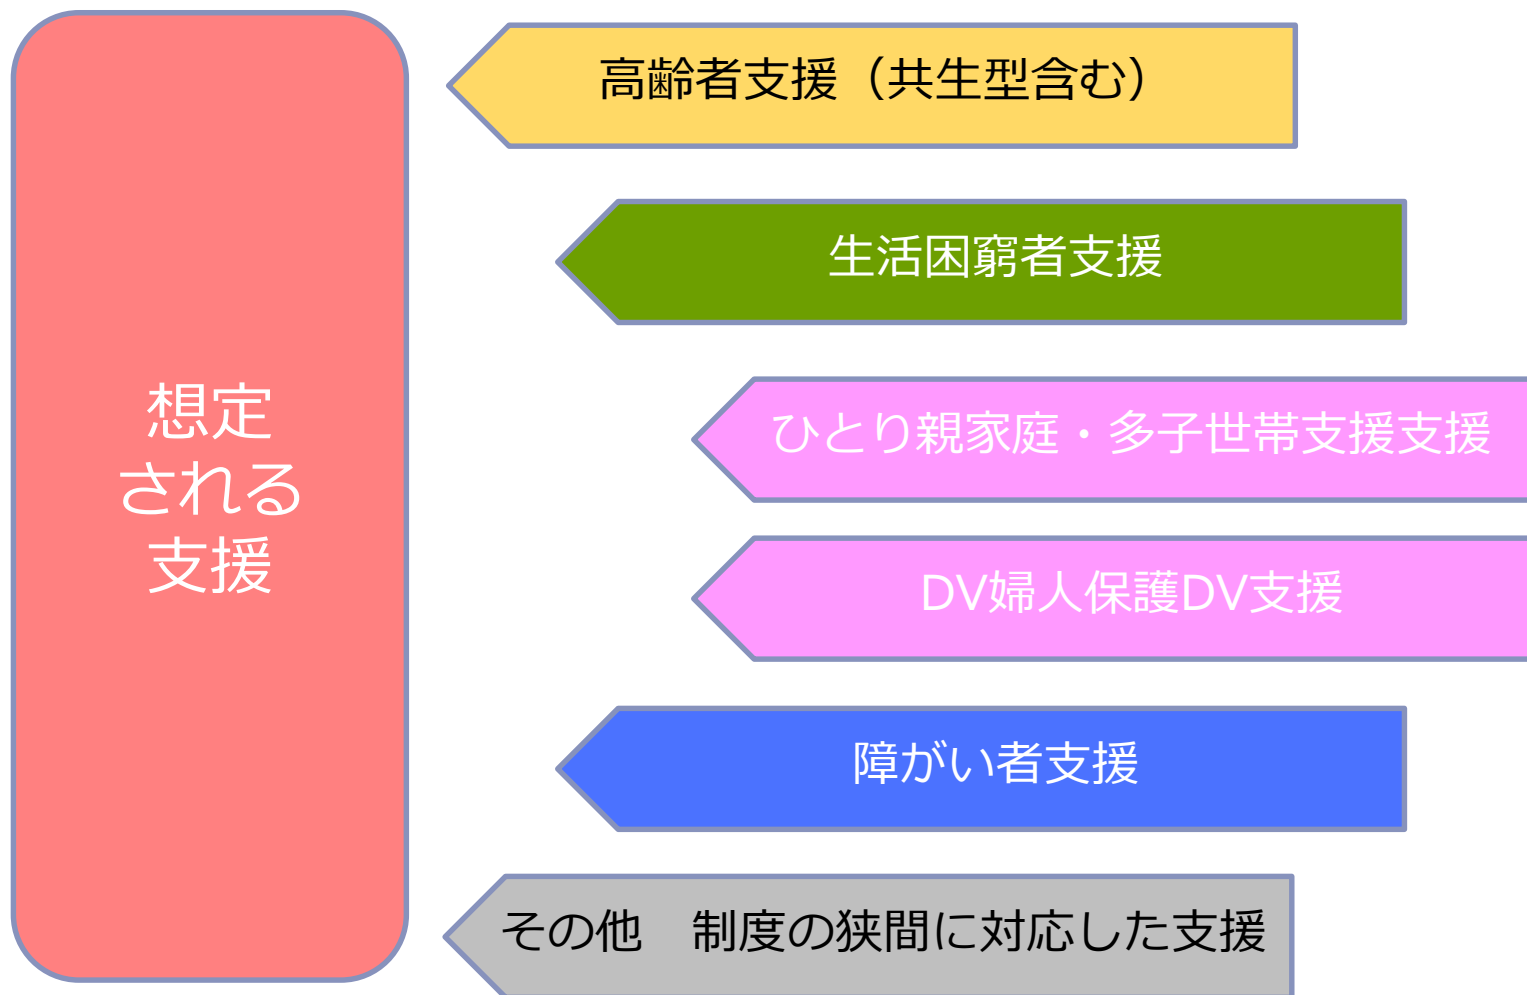 想定
される
支援
高齢者支援（共生型含む）
生活困窮者支援
ひとり親家庭・多子世帯支援支援
DV婦人保護DV支援
障がい者支援
その他　制度の狭間に対応した支援